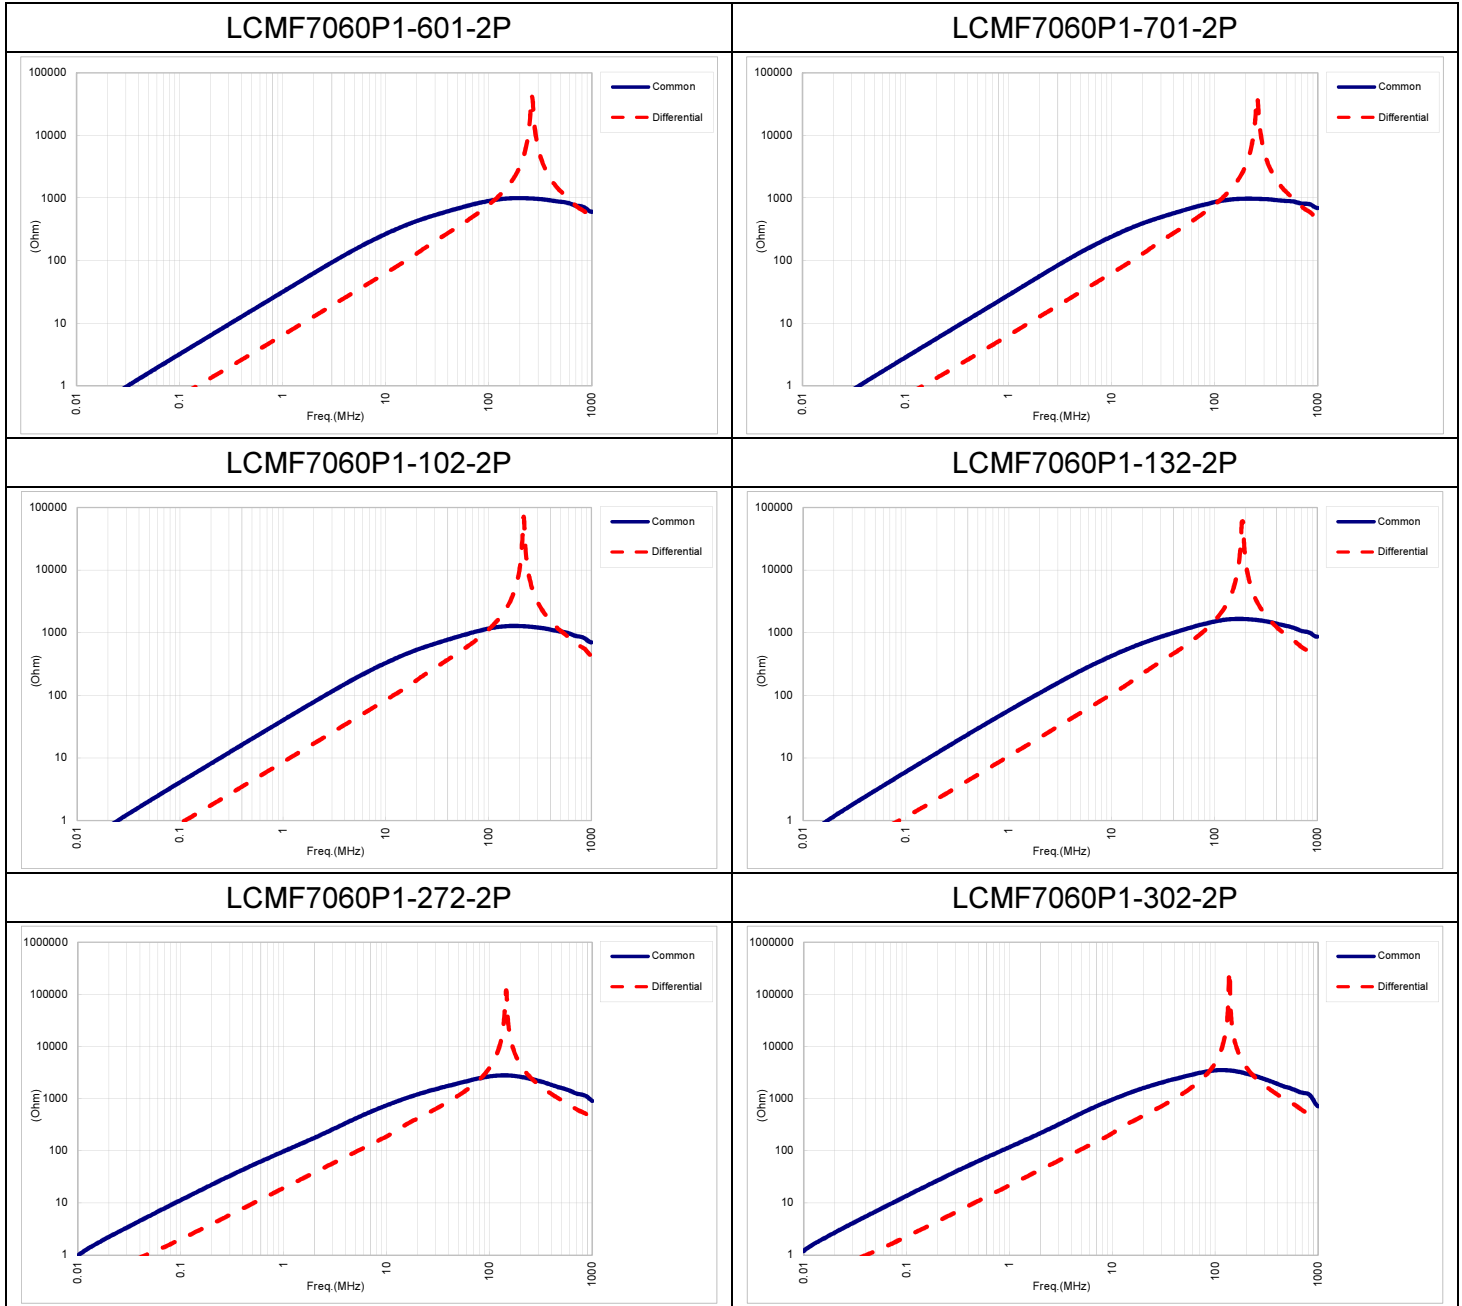 LCMF7060P1-601-2P
LCMF7060P1-701-2P
100000
10000
1000
100
10
1
(Ohm)
0.01
0.1
1
10
100
1000
Freq.(MHz)
Common
Differential
100000
10000
1000
100
10
1
(Ohm)
0.01
0.1
1
10
100
1000
Freq.(MHz)
Common
Differential
LCMF7060P1-102-2P
LCMF7060P1-132-2P
100000
10000
1000
100
10
1
(Ohm)
0.01
0.1
1
10
100
1000
Freq.(MHz)
Common
Differential
100000
10000
1000
100
10
1
(Ohm)
0.01
0.1
1
10
100
1000
Freq.(MHz)
Common
Differential
LCMF7060P1-272-2P
LCMF7060P1-302-2P
1000000
100000
10000
1000
100
10
1
(Ohm)
0.01
0.1
1
10
100
1000
Freq.(MHz)
Common
Differential
1000000
100000
10000
1000
100
10
1
(Ohm)
0.01
0.1
1
10
100
1000
Freq.(MHz)
Common
Differential